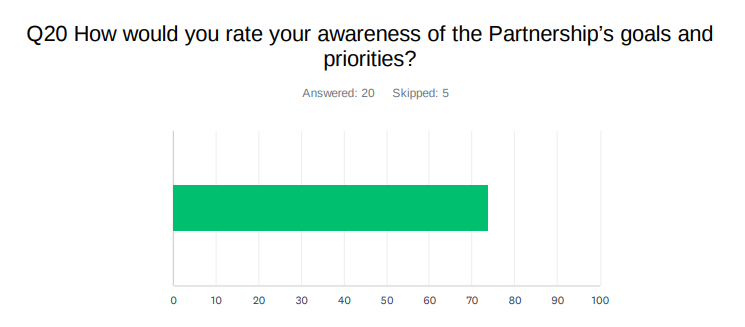 Q20 How would you rate your awareness of the Partnership’s goals and
priorities?
Answered: 20 Skipped: 5
0 10 20 30 40 50 60 70 80 90 100